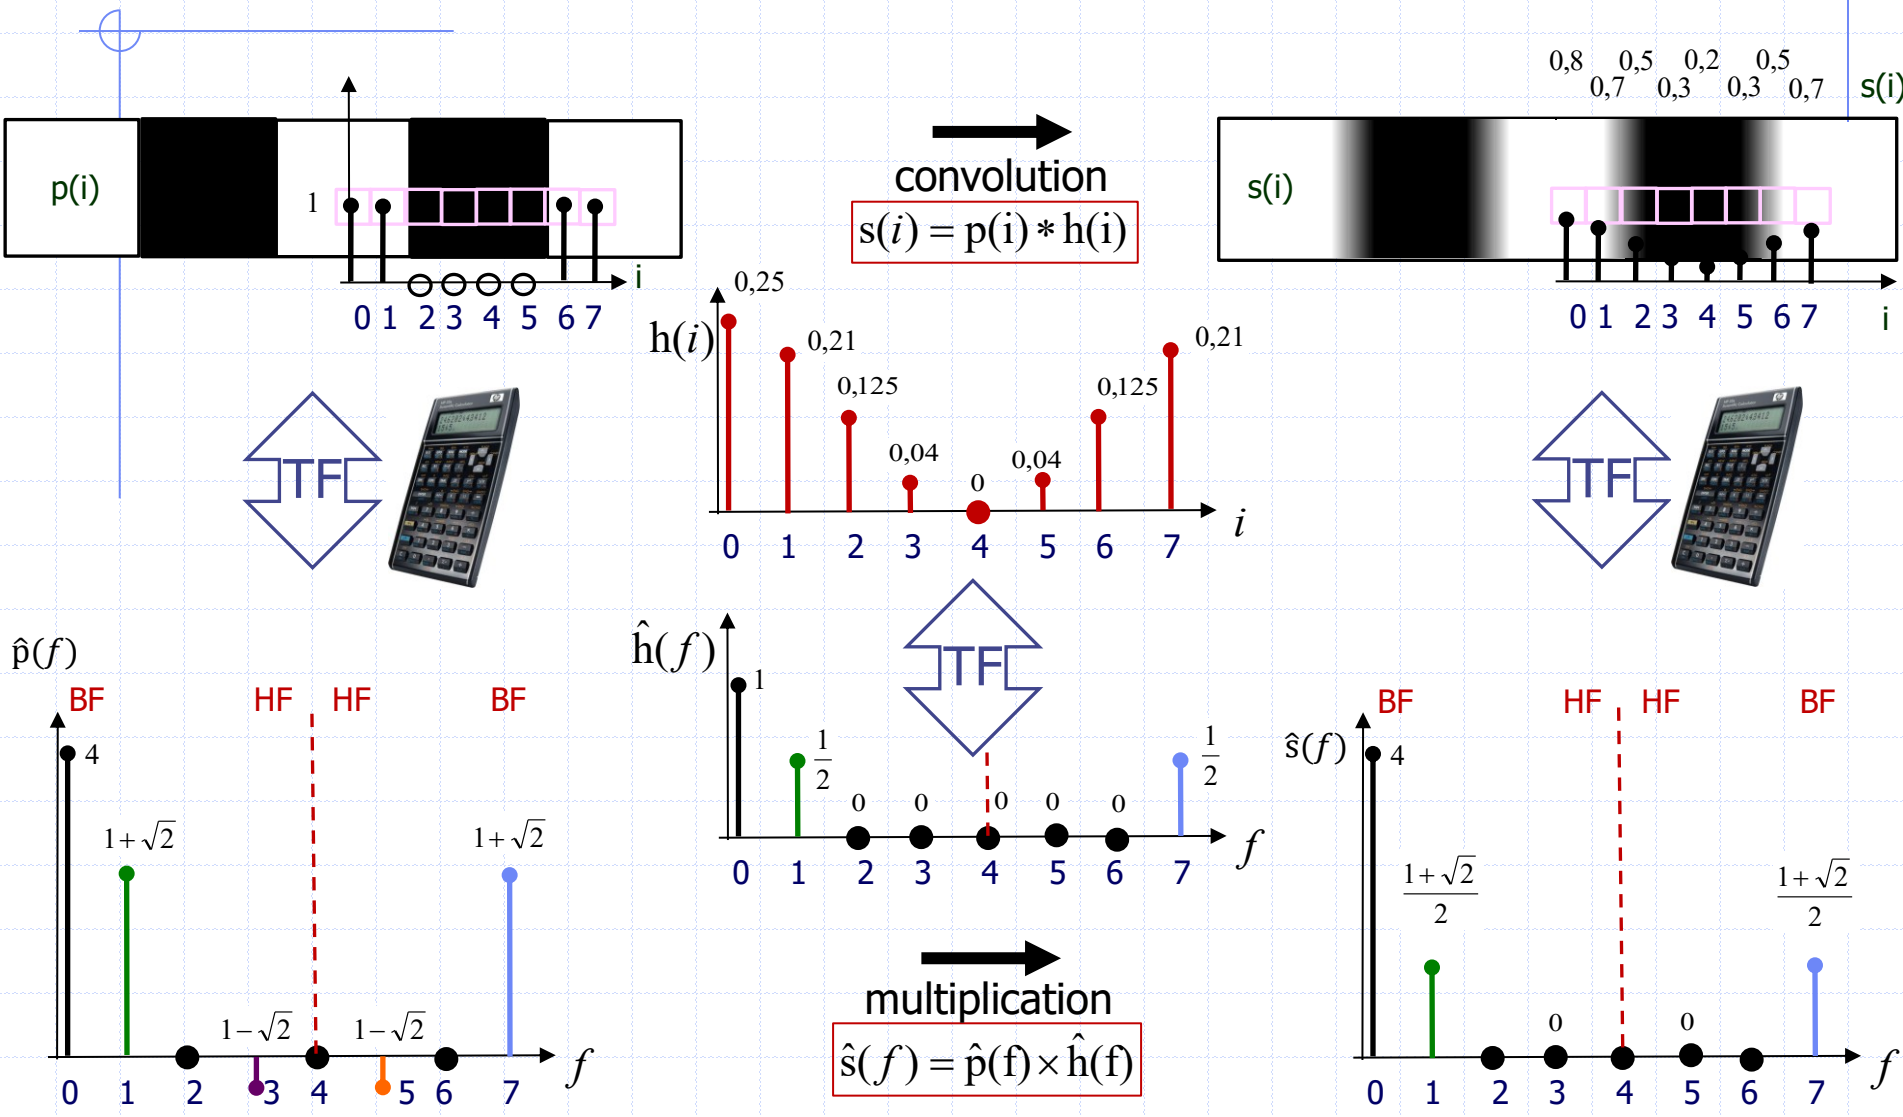 0,8 0,5 0,2 0,5
0,7 0,3 0,3 0,7
s(i)
p(i)
1
i
0 1 2 3 4 5 6 7
convolution
s(i) = p(i) * h(i)
s(i)
0 1 2 3 4 5 6 7
i
h(i)
0,25
0,21
0,125
0,04
0
0,04
0,125
0,21
i
0 1 2 3 4 5 6 7
TF
TF
TF
p̂(f)
BF HF HF BF
4
1+√2
1−√2
1−√2
1+√2
0 1 2 3 4 5 6 7
f
ĥ(f)
1
1/2
0 0 0 0 0
1/2
0 1 2 3 4 5 6 7
f
multiplication
ŝ(f) = p̂(f) × ĥ(f)
BF HF HF BF
ŝ(f)
4
(1+√2)/2
0 0
(1+√2)/2
0 1 2 3 4 5 6 7
f